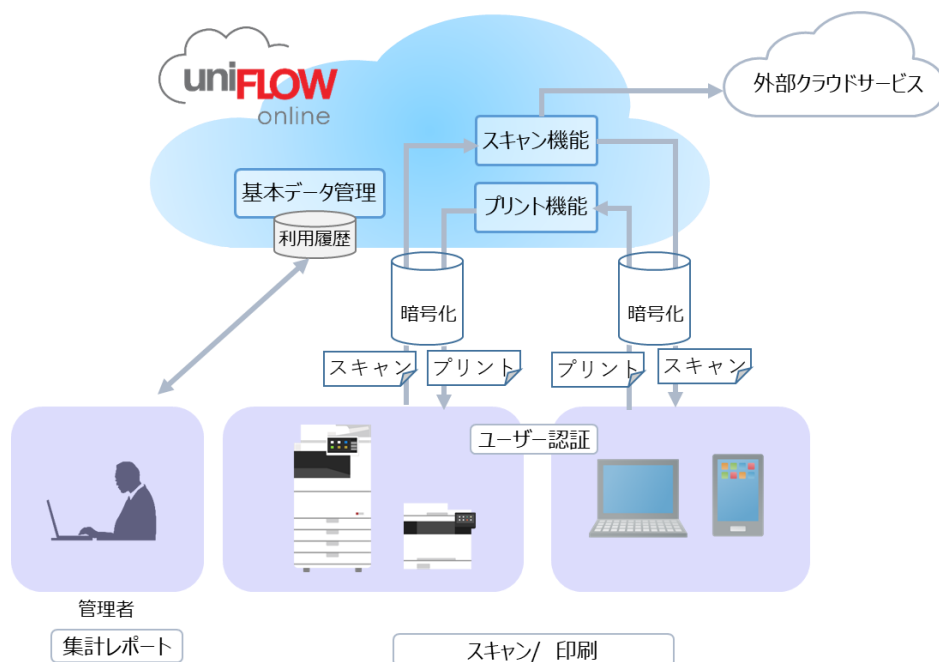 uniFLOW
online
外部クラウドサービス
スキャン機能
基本データ管理
プリント機能
利用履歴
暗号化
暗号化
スキャン
プリント
プリント
スキャン
ユーザー認証
管理者
集計レポート
スキャン/ 印刷